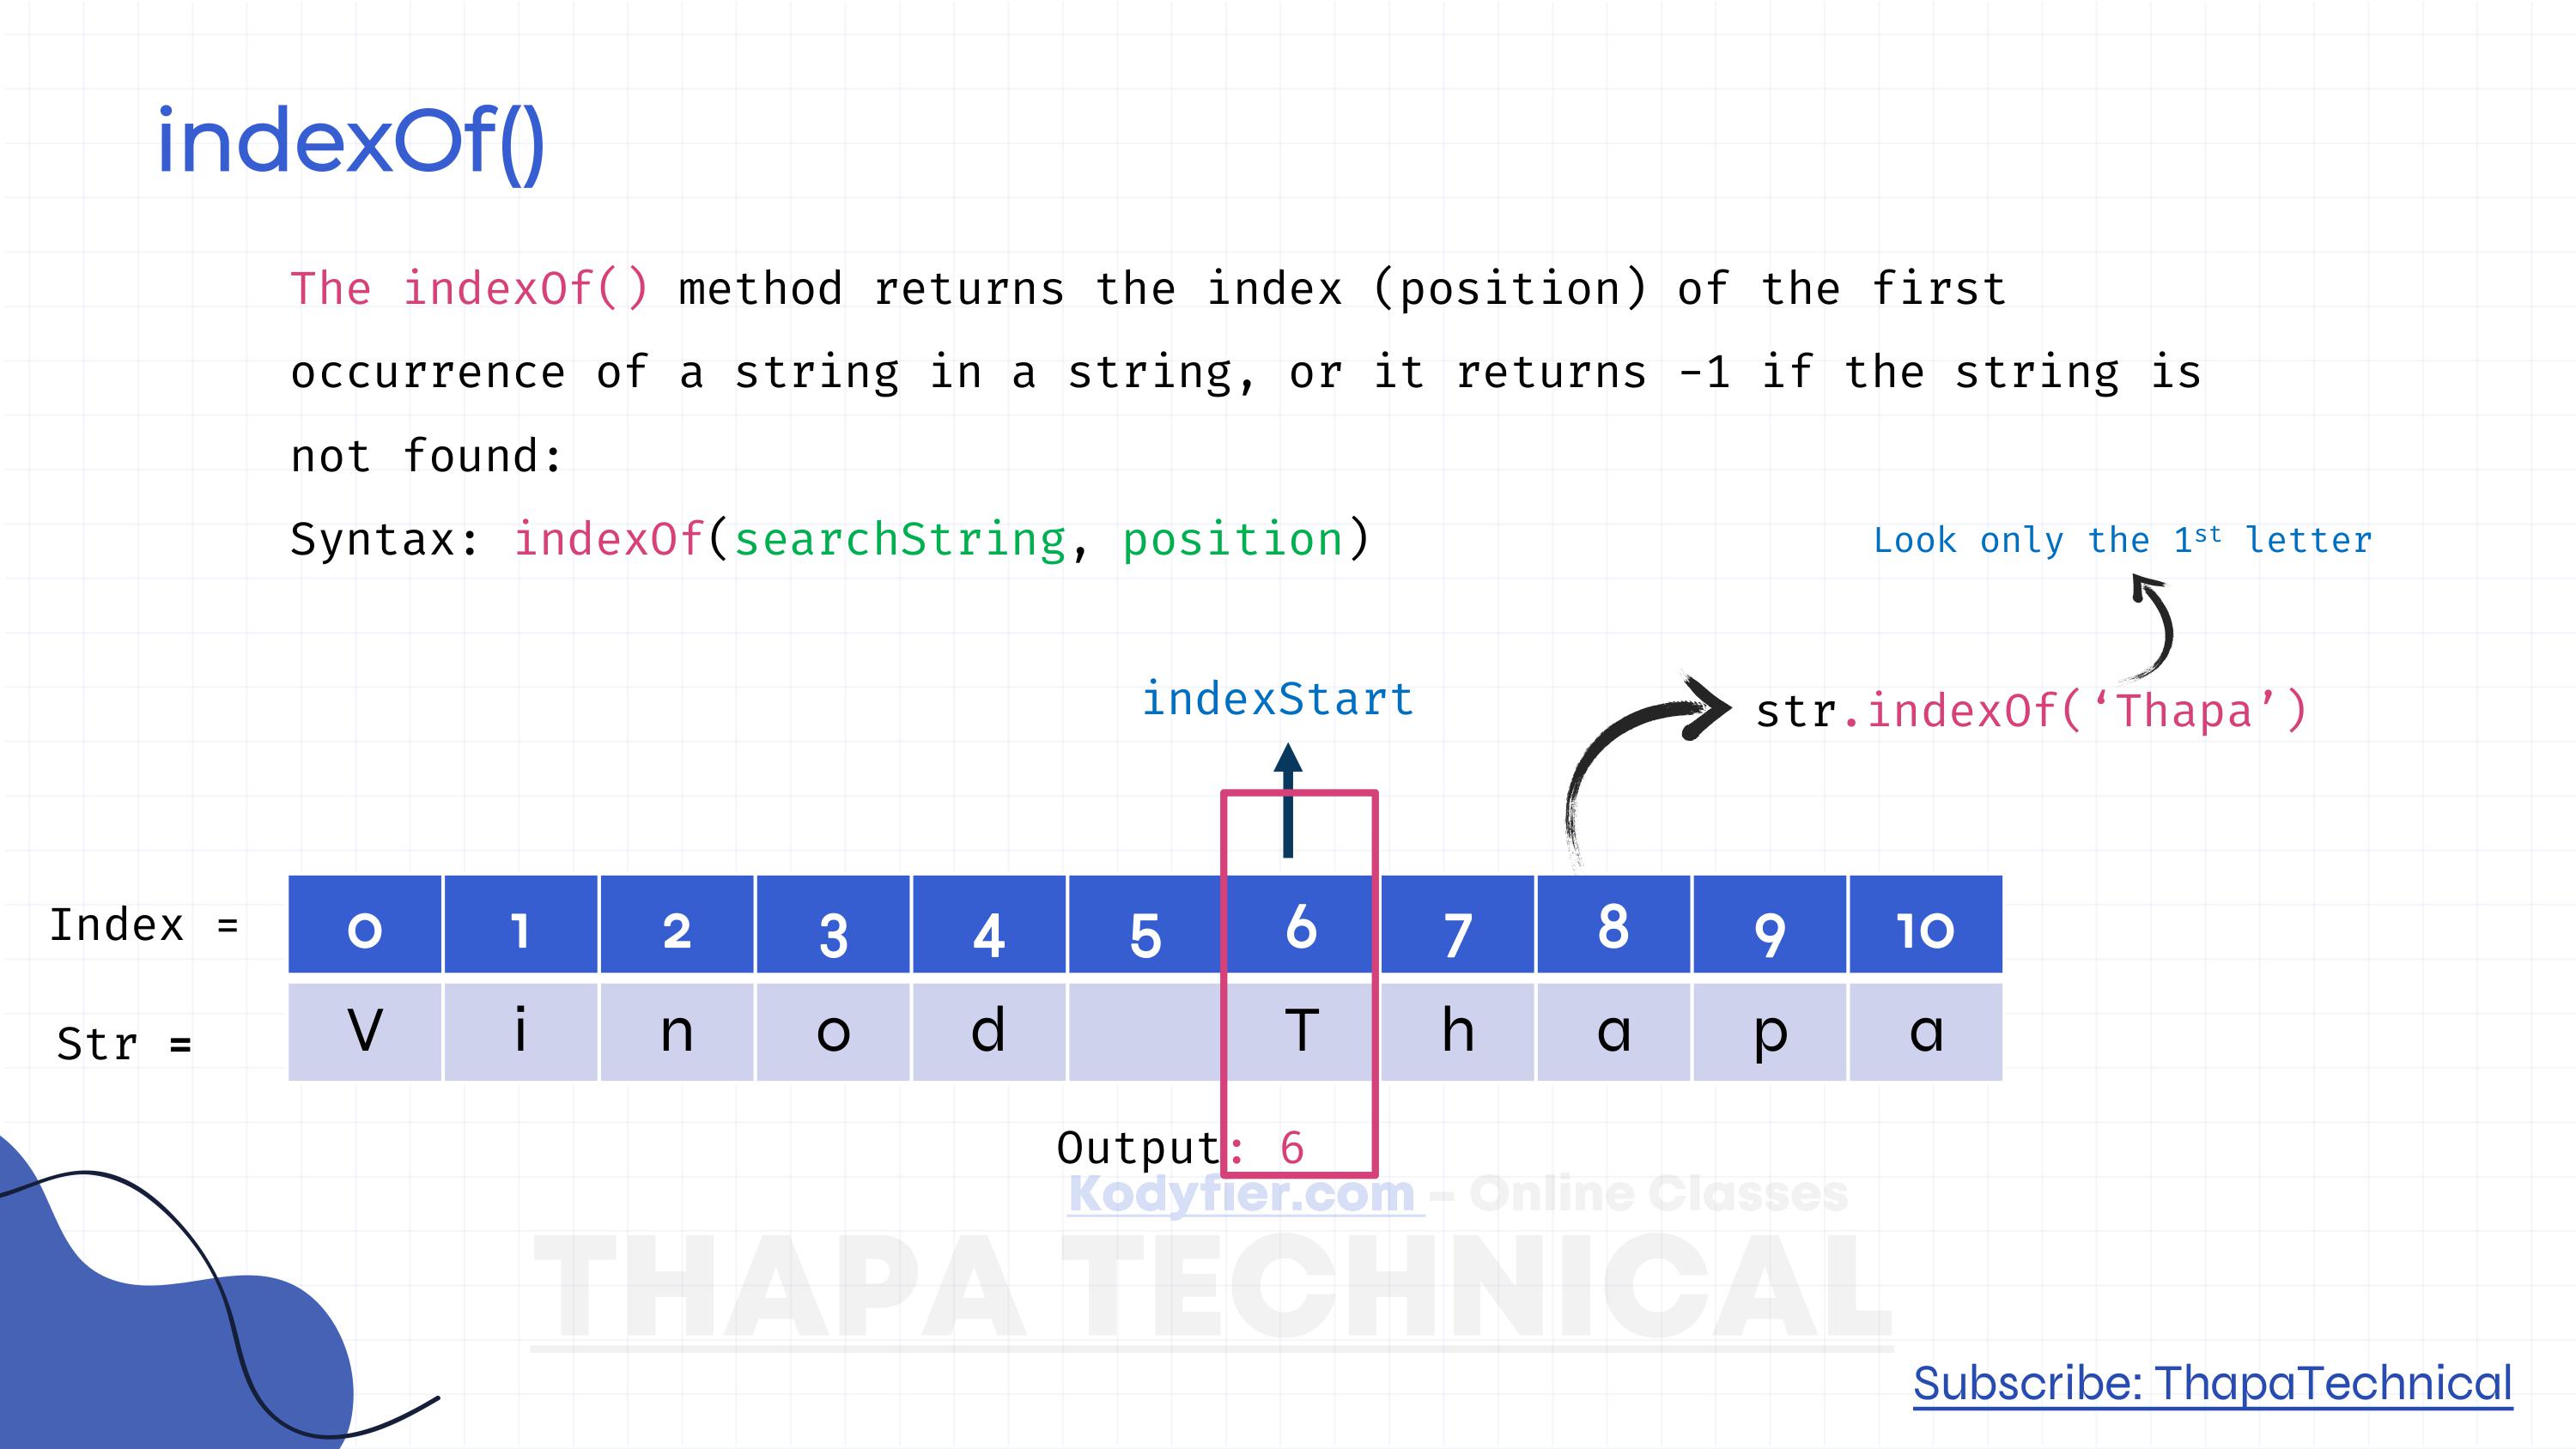 indexOf()
The indexOf() method returns the index (position) of the first
occurrence of a string in a string, or it returns -1 if the string is
not found:
Syntax: indexOf(searchString, position)
Look only the 1st letter
indexStart
str.indexOf(‘Thapa’)
Index = 0 1 2 3 4 5 6 7 8 9 10
Str = V i n o d T h a p a
Output: 6
Kodyfier.com – Online Classes
THAPA TECHNICAL
Subscribe: ThapaTechnical